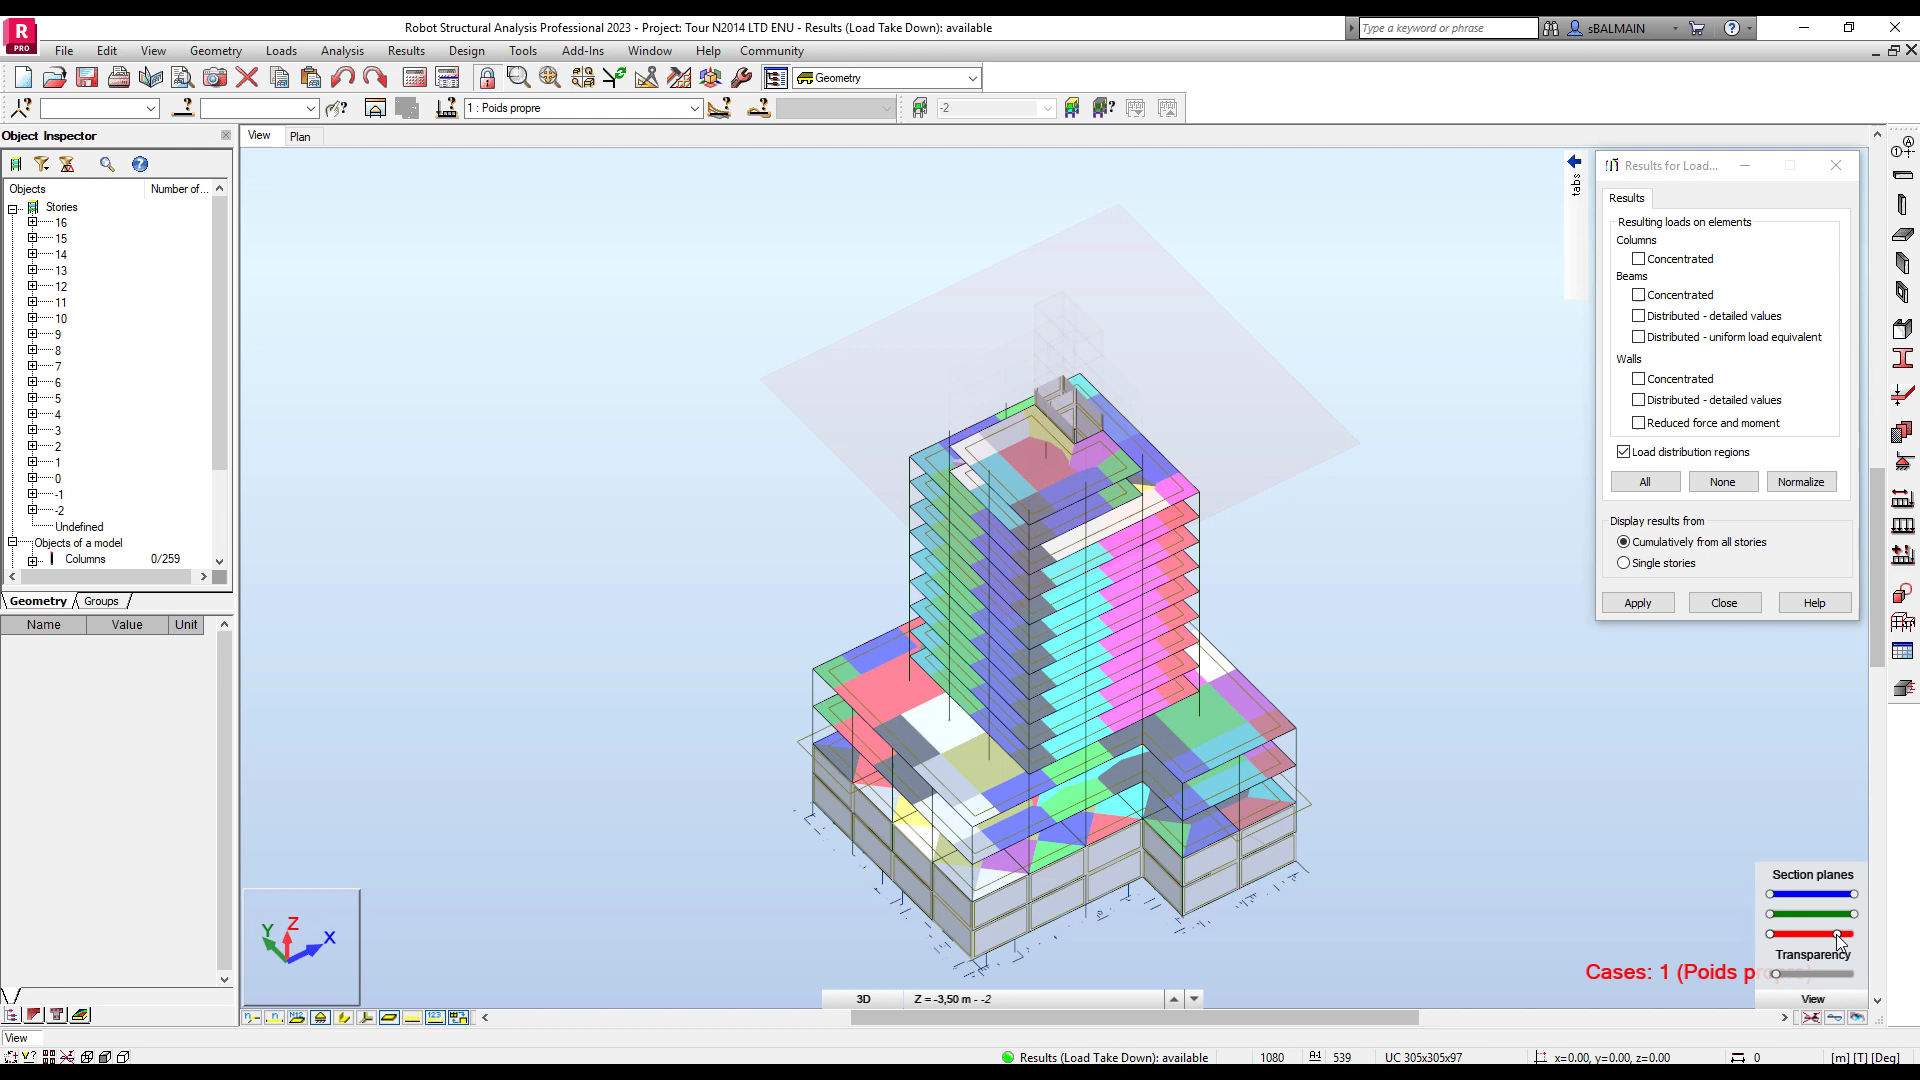 R
PRO
Robot Structural Analysis Professional 2023 - Project: Tour N2014 LTD ENU - Results (Load Take Down): available
Type a keyword or phrase
sBALMAIN
File Edit View Geometry Loads Analysis Results Design Tools Add-Ins Window Help Community
Geometry
1 : Poids propre
-2
Object Inspector
View
Plan
tabs
Objects
Number of...
Stories
16
15
14
13
12
11
10
9
8
7
6
5
4
3
2
1
0
-1
-2
Undefined
Objects of a model
Columns 0/259
Geometry
Groups
Name Value Unit
Results for Load...
Results
Resulting loads on elements
Columns
Concentrated
Beams
Concentrated
Distributed - detailed values
Distributed - uniform load equivalent
Walls
Concentrated
Distributed - detailed values
Reduced force and moment
Load distribution regions
All
None
Normalize
Display results from
Cumulatively from all stories
Single stories
Apply
Close
Help
Section planes
Transparency
View
Cases: 1 (Poids
Y Z X
3D
Z = -3,50 m - -2
View
Results (Load Take Down): available
1080
539
UC 305x305x97
x=0.00, y=0.00, z=0.00
0
[m] [T] [Deg]